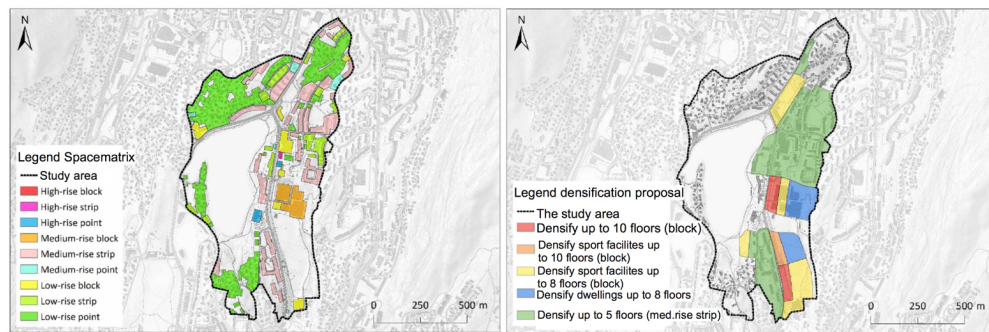 N
Legend Spacematrix
Study area
High-rise block
High-rise strip
High-rise point
Medium-rise block
Medium-rise strip
Medium-rise point
Low-rise block
Low-rise strip
Low-rise point
0 250 500 m
N
Legend densification proposal
The study area
Densify up to 10 floors (block)
Densify sport facilites up
to 10 floors (block)
Densify sport facilites up
to 8 floors (block)
Densify dwellings up to 8 floors
Densify up to 5 floors (med.rise strip)
0 250 500 m